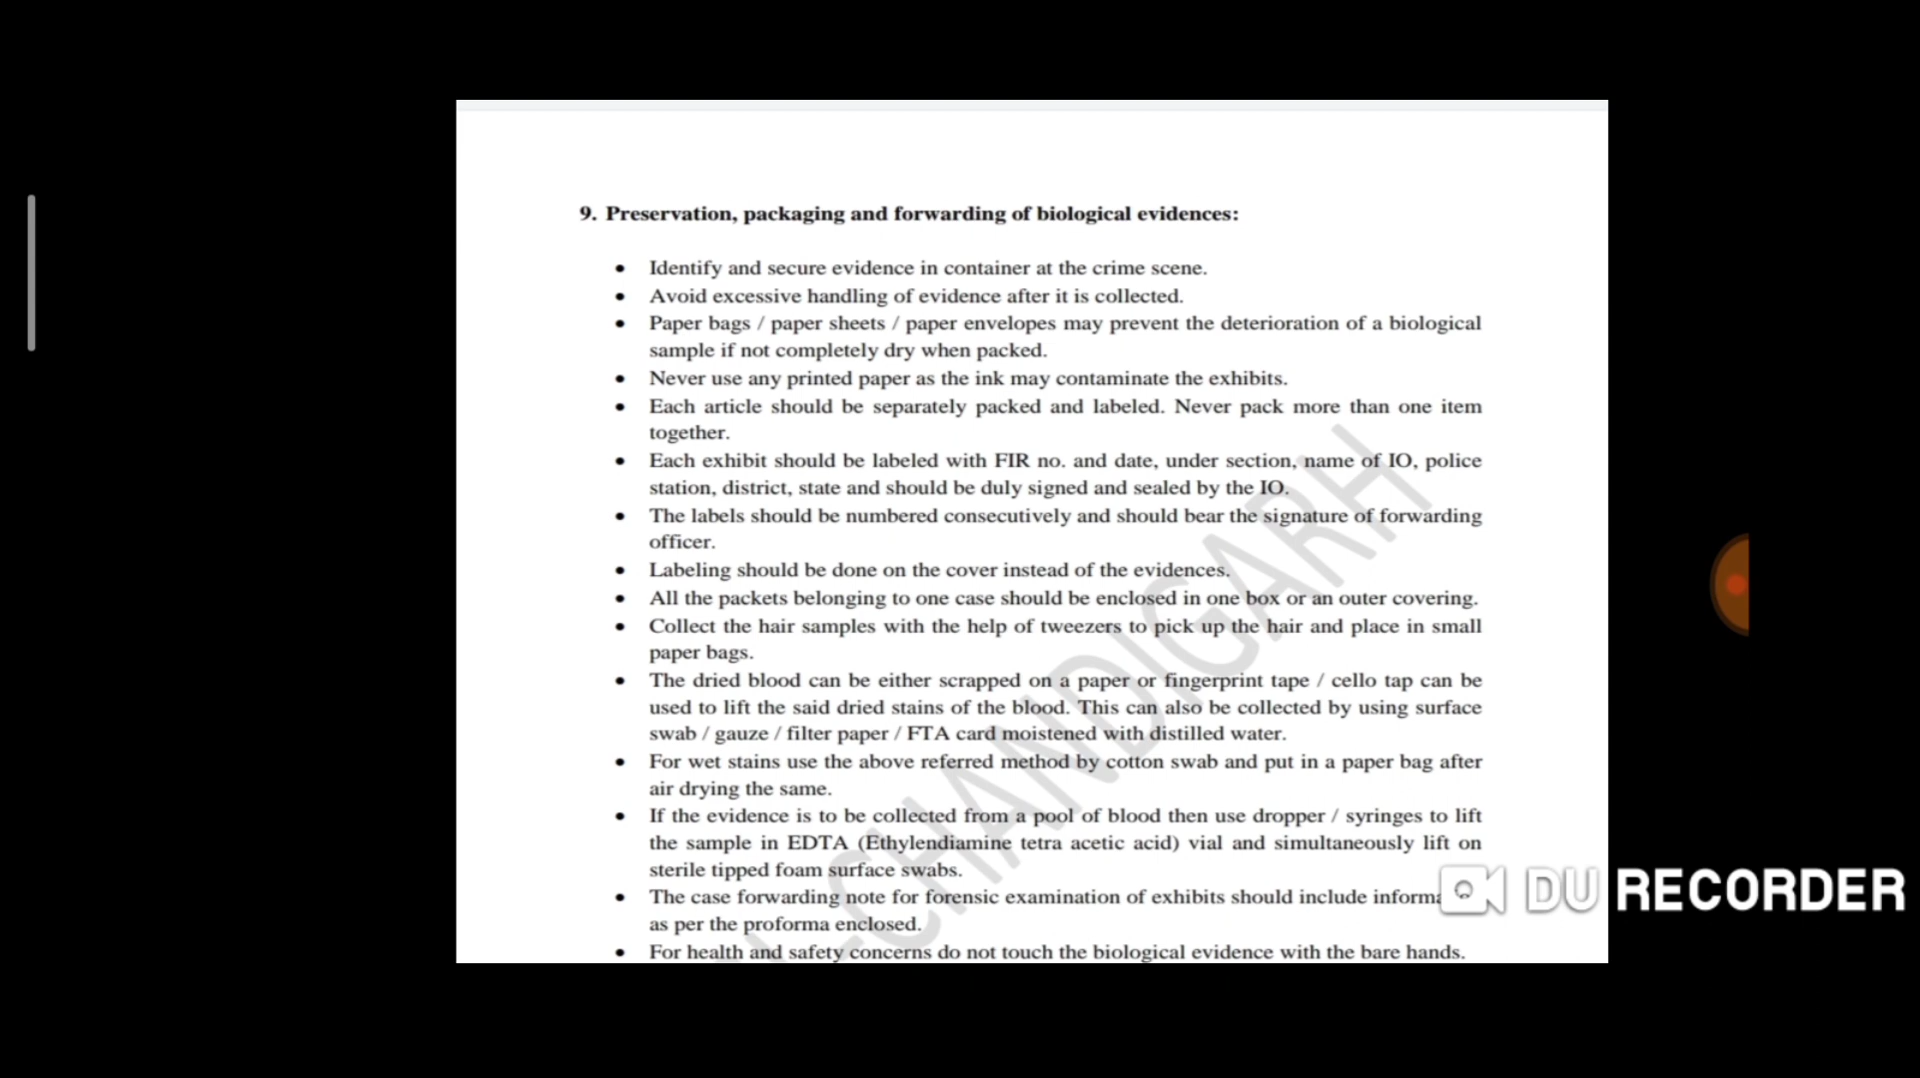 9. Preservation, packaging and forwarding of biological evidences:
• Identify and secure evidence in container at the crime scene.
• Avoid excessive handling of evidence after it is collected.
• Paper bags / paper sheets / paper envelopes may prevent the deterioration of a biological
sample if not completely dry when packed.
• Never use any printed paper as the ink may contaminate the exhibits.
• Each article should be separately packed and labeled. Never pack more than one item
together.
• Each exhibit should be labeled with FIR no. and date, under section, name of IO, police
station, district, state and should be duly signed and sealed by the IO.
• The labels should be numbered consecutively and should bear the signature of forwarding
officer.
• Labeling should be done on the cover instead of the evidences.
• All the packets belonging to one case should be enclosed in one box or an outer covering.
• Collect the hair samples with the help of tweezers to pick up the hair and place in small
paper bags.
• The dried blood can be either scrapped on a paper or fingerprint tape / cello tap can be
used to lift the said dried stains of the blood. This can also be collected by using surface
swab / gauze / filter paper / FTA card moistened with distilled water.
• For wet stains use the above referred method by cotton swab and put in a paper bag after
air drying the same.
• If the evidence is to be collected from a pool of blood then use dropper / syringes to lift
the sample in EDTA (Ethylendiamine tetra acetic acid) vial and simultaneously lift on
sterile tipped foam surface swabs.
• The case forwarding note for forensic examination of exhibits should include
as per the proforma enclosed.
• For health and safety concerns do not touch the biological evidence with the bare hands.
-CHANDIGARH
DU RECORDER